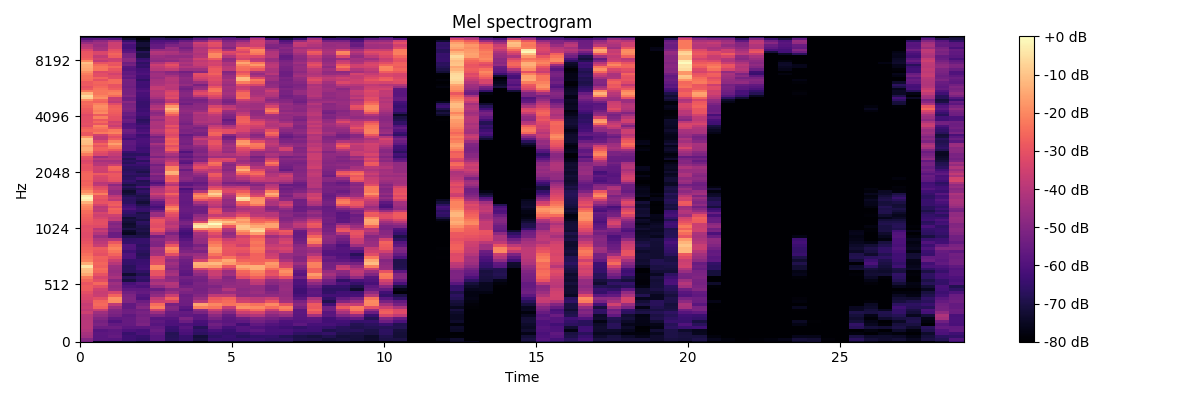 Mel spectrogram
Hz
8192
4096
2048
1024
512
0
0 5 10 15 20 25
Time
+0 dB
-10 dB
-20 dB
-30 dB
-40 dB
-50 dB
-60 dB
-70 dB
-80 dB